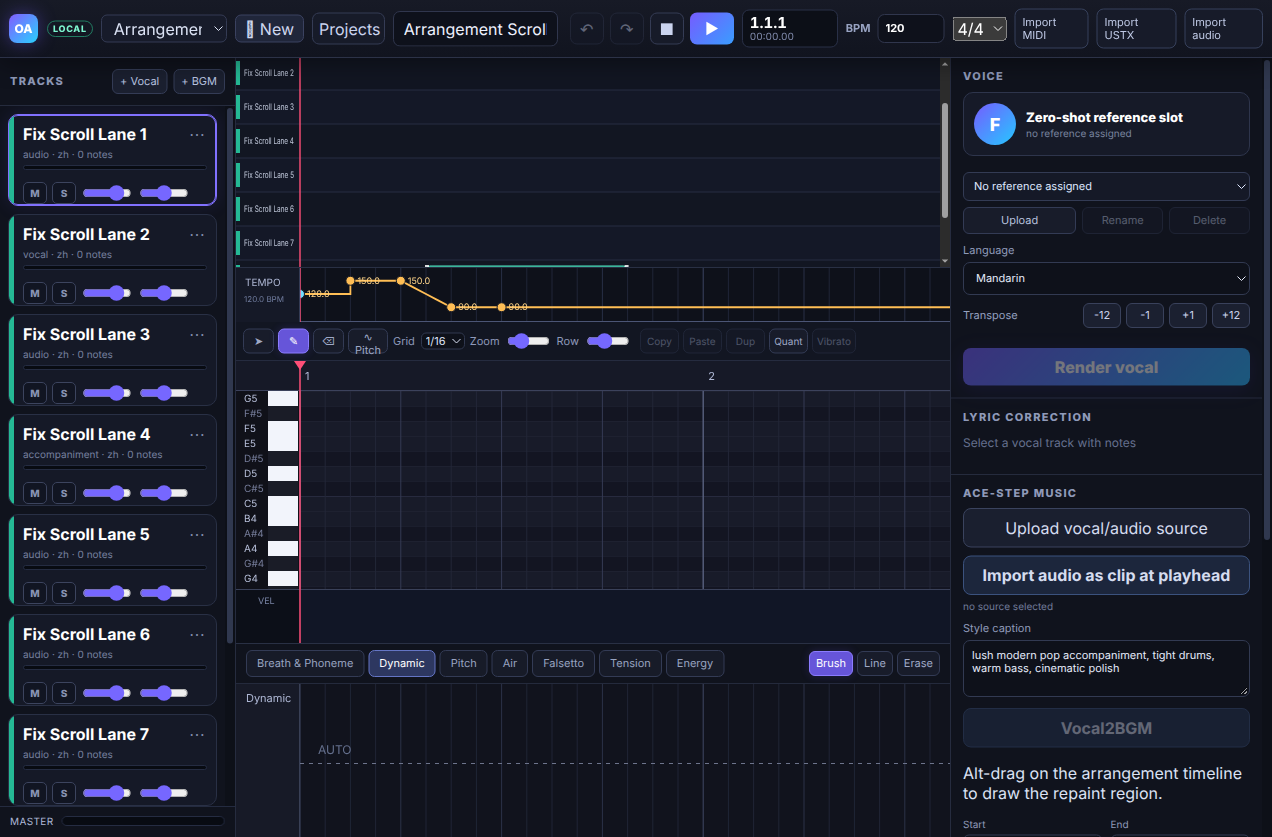 OA
LOCAL
Arrangemer
New
Projects
Arrangement Scrol
1.1.1
00:00.00
BPM
120
4/4
Import MIDI
Import USTX
Import audio
TRACKS
+ Vocal
+ BGM
Fix Scroll Lane 1
audio · zh · 0 notes
M
S
Fix Scroll Lane 2
vocal · zh · 0 notes
M
S
Fix Scroll Lane 3
audio · zh · 0 notes
M
S
Fix Scroll Lane 4
accompaniment · zh · 0 notes
M
S
Fix Scroll Lane 5
audio · zh · 0 notes
M
S
Fix Scroll Lane 6
audio · zh · 0 notes
M
S
Fix Scroll Lane 7
audio · zh · 0 notes
M
S
MASTER
Fix Scroll Lane 2
Fix Scroll Lane 3
Fix Scroll Lane 4
Fix Scroll Lane 5
Fix Scroll Lane 6
Fix Scroll Lane 7
TEMPO
120.0 BPM
120.0
150.0
150.0
90.0
90.0
Pitch
Grid
1/16
Zoom
Row
Copy
Paste
Dup
Quant
Vibrato
1
2
G5
F#5
F5
E5
D#5
D5
C#5
C5
B4
A#4
A4
G#4
G4
VEL
Breath & Phoneme
Dynamic
Pitch
Air
Falsetto
Tension
Energy
Brush
Line
Erase
Dynamic
AUTO
VOICE
F
Zero-shot reference slot
no reference assigned
No reference assigned
Upload
Rename
Delete
Language
Mandarin
Transpose
-12
-1
+1
+12
Render vocal
LYRIC CORRECTION
Select a vocal track with notes
ACE-STEP MUSIC
Upload vocal/audio source
Import audio as clip at playhead
no source selected
Style caption
lush modern pop accompaniment, tight drums,
warm bass, cinematic polish
Vocal2BGM
Alt-drag on the arrangement timeline
to draw the repaint region.
Start
End